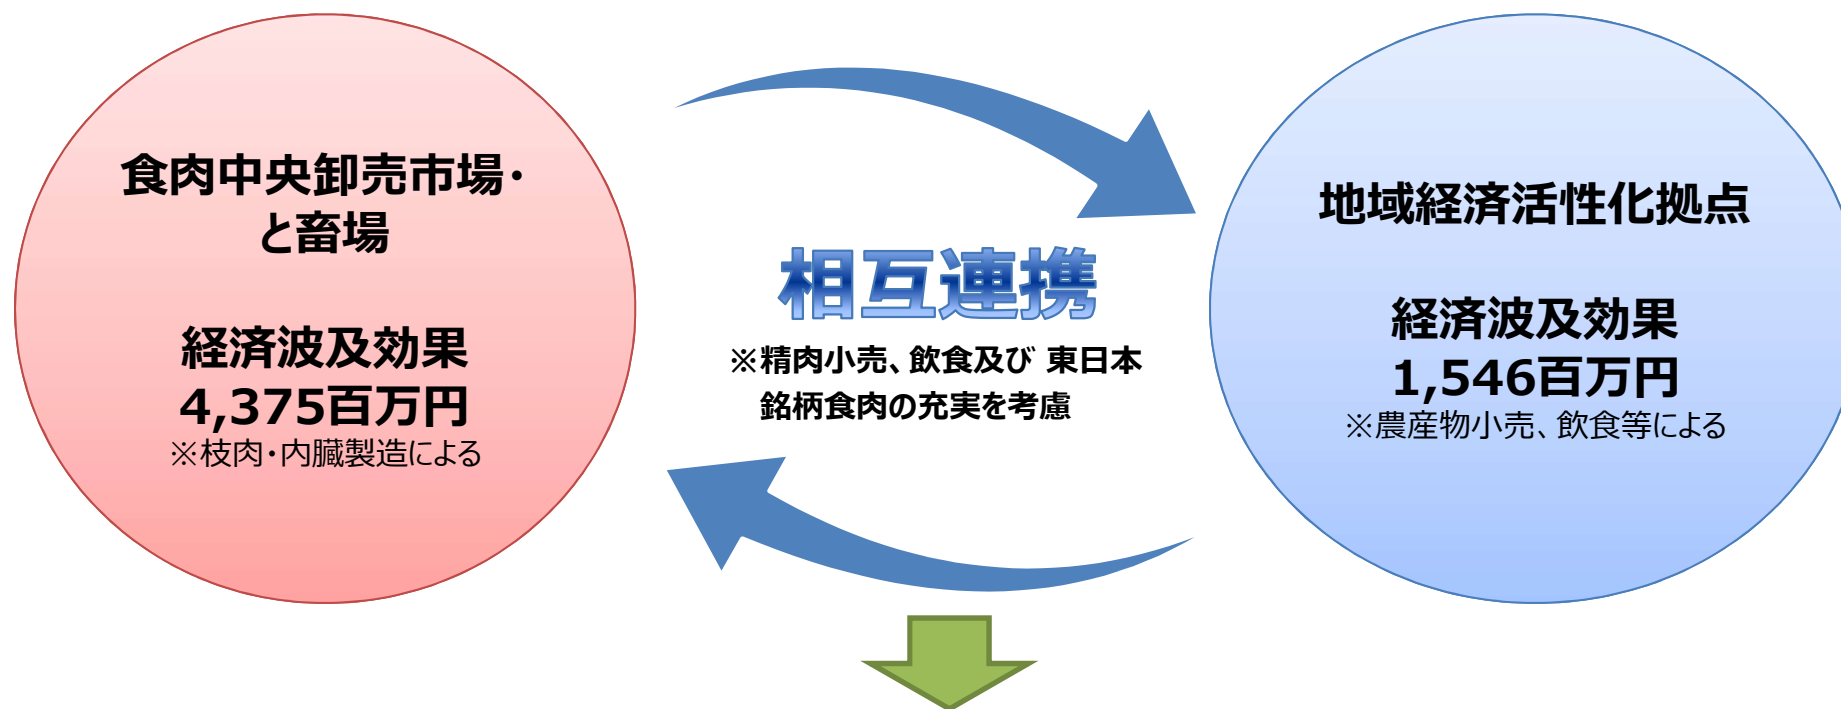 食肉中央卸売市場・
と畜場
経済波及効果
4,375百万円
※枝肉・内臓製造による
相互連携
※精肉小売、飲食及び 東日本
銘柄食肉の充実を考慮
地域経済活性化拠点
経済波及効果
1,546百万円
※農産物小売、飲食等による